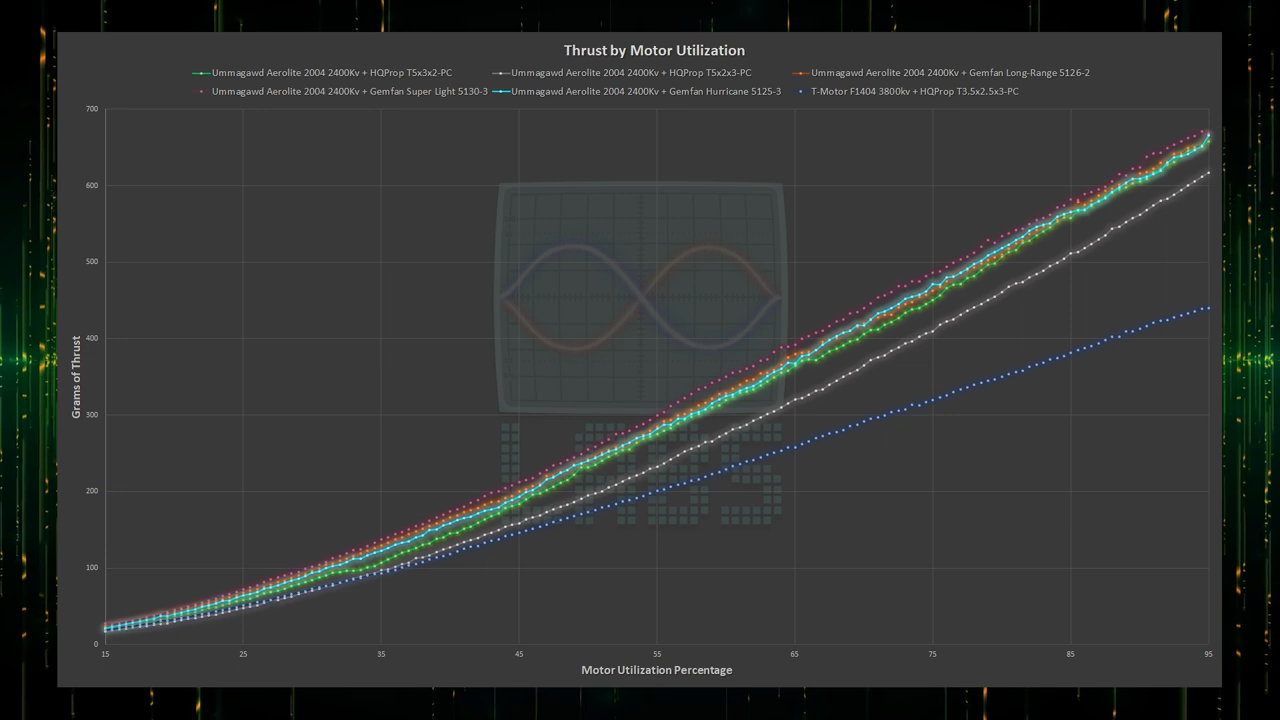 Thrust by Motor Utilization
Ummagawd Aerolite 2004 2400Kv + HQProp T5x3x2-PC
Ummagawd Aerolite 2004 2400Kv + HQProp T5x2x3-PC
Ummagawd Aerolite 2004 2400Kv + Gemfan Long-Range 5126-2
Ummagawd Aerolite 2004 2400Kv + Gemfan Super Light 5130-3
Ummagawd Aerolite 2004 2400Kv + Gemfan Hurricane 5125-3
T-Motor F1404 3800kv + HQProp T3.5x2.5x3-PC
Grams of Thrust
700
600
500
400
300
200
100
0
15
25
35
45
55
65
75
85
95
Motor Utilization Percentage